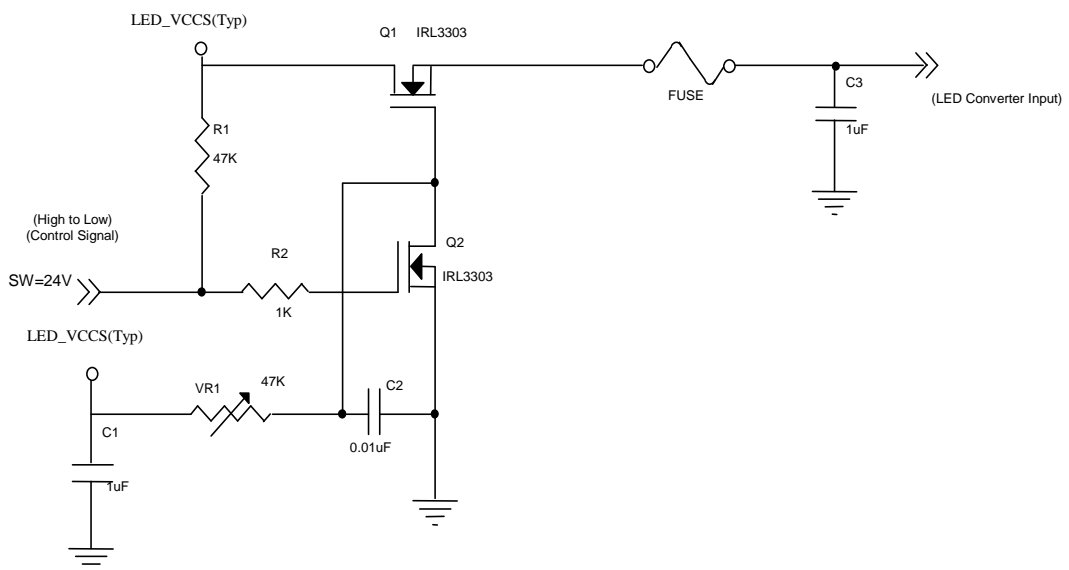 LED_VCCS(Typ)
Q1 IRL3303
FUSE
C3
1uF
(LED Converter Input)
R1
47K
(High to Low)
(Control Signal)
SW=24V
R2
1K
Q2
IRL3303
LED_VCCS(Typ)
VR1
47K
C2
0.01uF
C1
1uF